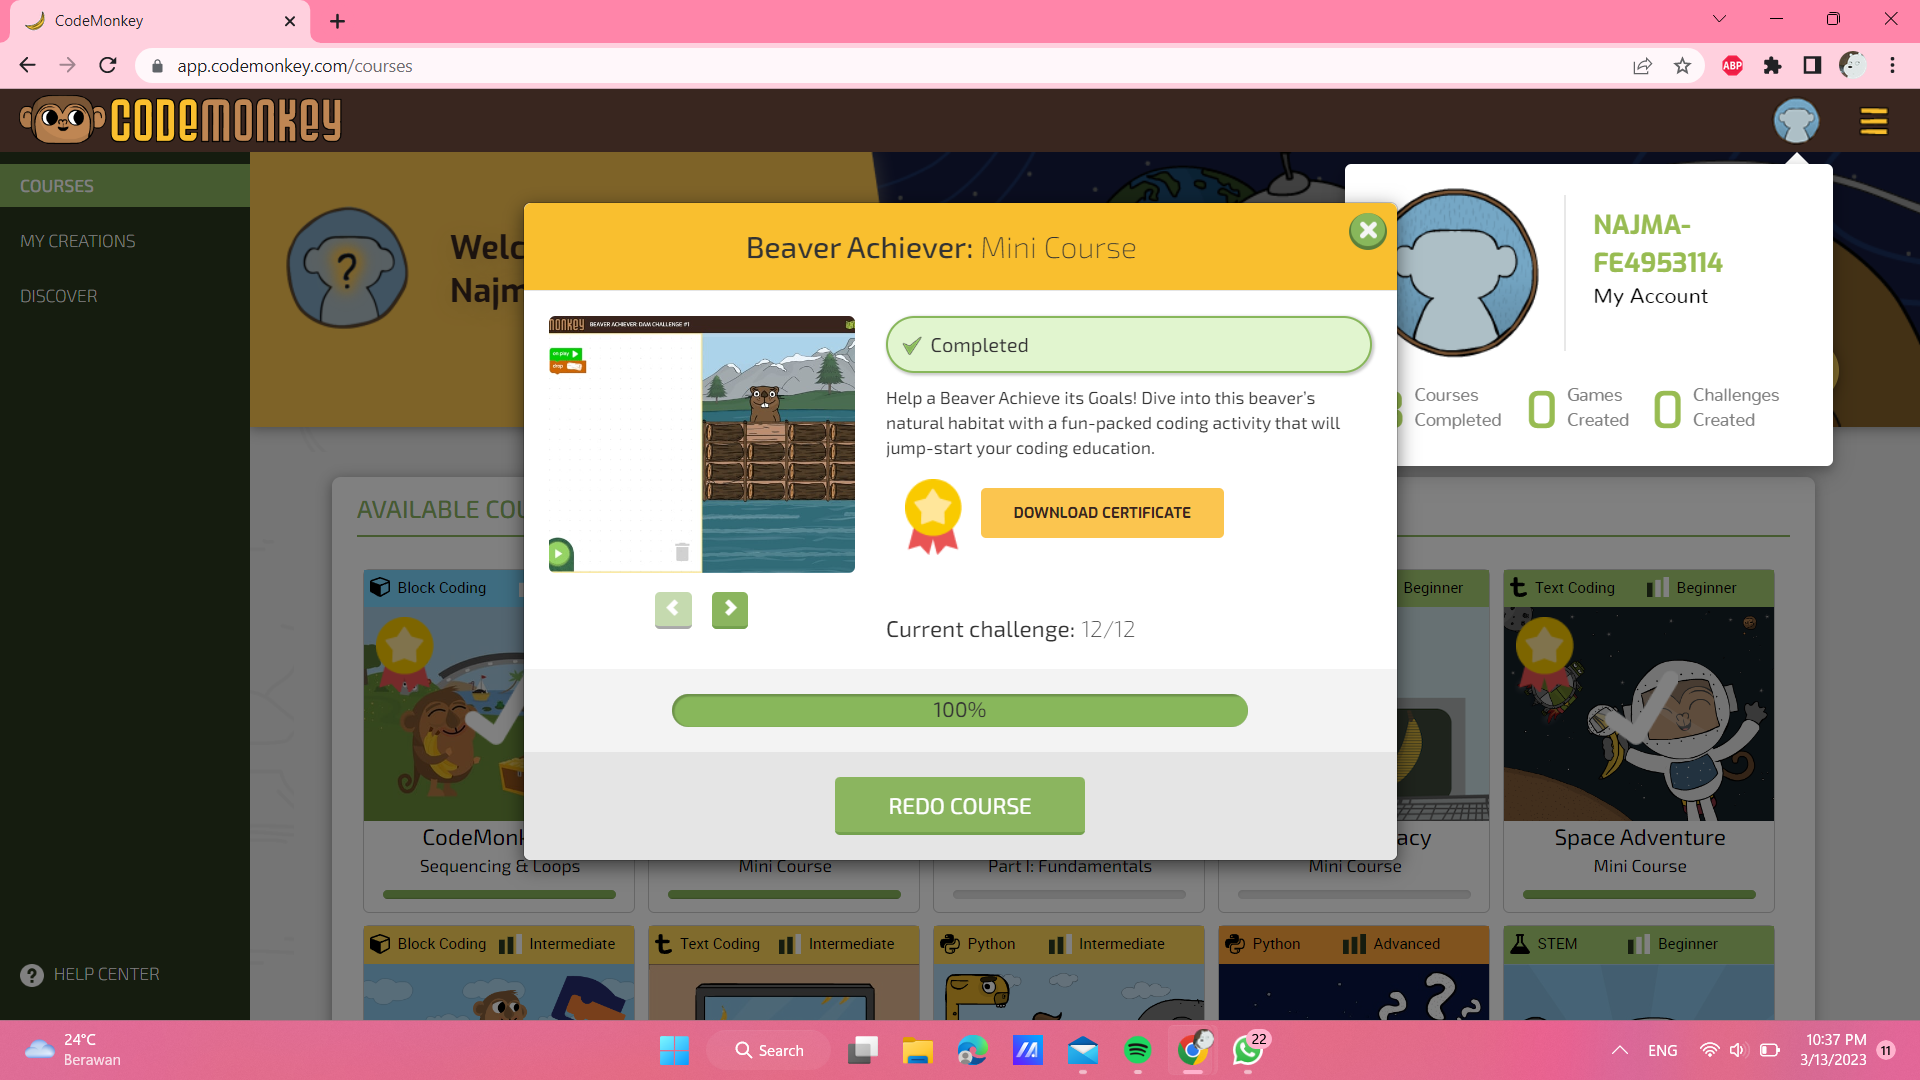 CodeMonkey
app.codemonkey.com/courses
ABP
CODEMONKEY
COURSES
MY CREATIONS
DISCOVER
HELP CENTER
?
Welc
Najm
NAJMA-
FE4953114
My Account
Courses
Completed
0 Games
Created
0 Challenges
Created
Beaver Achiever: Mini Course
MONKEY BEAVER ACHIEVER: DAM CHALLENGE #1
on play
drop
Completed
Help a Beaver Achieve its Goals! Dive into this beaver's
natural habitat with a fun-packed coding activity that will
jump-start your coding education.
DOWNLOAD CERTIFICATE
Current challenge: 12/12
100%
REDO COURSE
AVAILABLE COU
Block Coding
Beginner
Text Coding Beginner
CodeMon
Sequencing & Loops
Mini Course
Part I: Fundamentals
acy
Mini Course
Space Adventure
Mini Course
Block Coding Intermediate
Text Coding Intermediate
Python Intermediate
Python Advanced
STEM Beginner
24°C
Berawan
Search
22
ENG
10:37 PM
3/13/2023
11